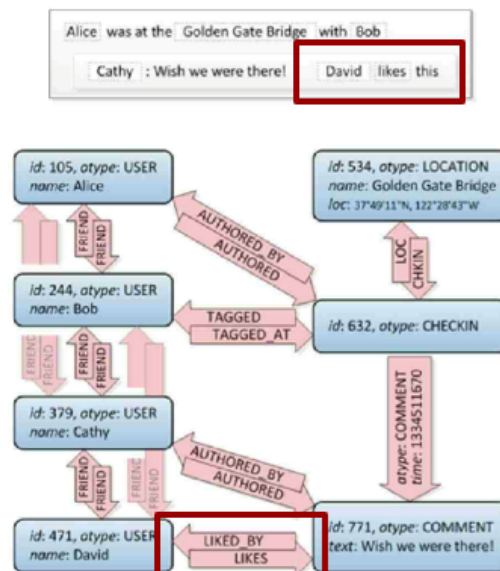 Alice was at the Golden Gate Bridge with Bob
Cathy : Wish we were there! David likes this
id: 105, otype: USER
name: Alice
id: 534, otype: LOCATION
name: Golden Gate Bridge
loc: 37°49'11"N, 122°28'43"W
FRIEND
FRIEND
AUTHORED_BY
AUTHORED
LOC
CHKIN
id: 244, otype: USER
name: Bob
TAGGED
TAGGED_AT
id: 632, otype: CHECKIN
FRIEND
FRIEND
FRIEND
FRIEND
atype: COMMENT
time: 1334511670
id: 379, otype: USER
name: Cathy
AUTHORED_BY
AUTHORED
FRIEND
FRIEND
FRIEND
id: 471, otype: USER
name: David
LIKED_BY
LIKES
id: 771, otype: COMMENT
text: Wish we were there!